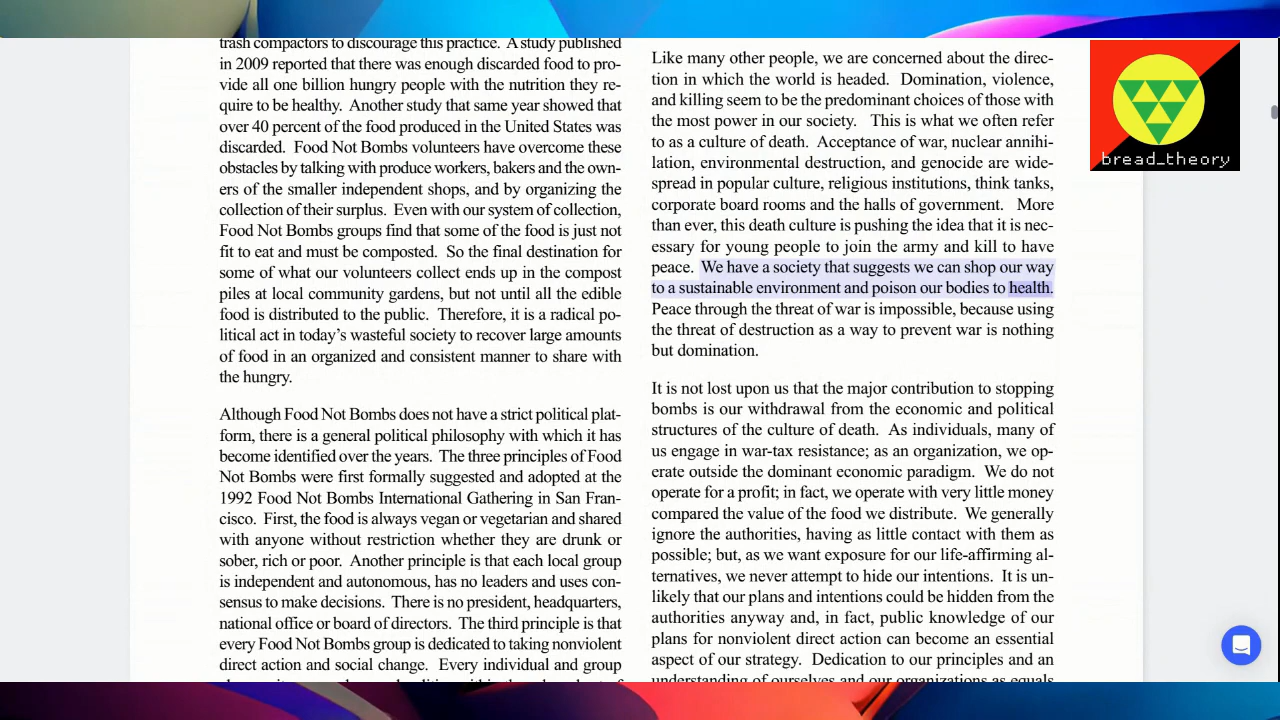 trash compactors to discourage this practice. A study published
in 2009 reported that there was enough discarded food to pro-
vide all one billion hungry people with the nutrition they re-
quire to be healthy. Another study that same year showed that
over 40 percent of the food produced in the United States was
discarded. Food Not Bombs volunteers have overcome these
obstacles by talking with produce workers, bakers and the own-
ers of the smaller independent shops, and by organizing the
collection of their surplus. Even with our system of collection,
Food Not Bombs groups find that some of the food is just not
fit to eat and must be composted. So the final destination for
some of what our volunteers collect ends up in the compost
piles at local community gardens, but not until all the edible
food is distributed to the public. Therefore, it is a radical po-
litical act in today's wasteful society to recover large amounts
of food in an organized and consistent manner to share with
the hungry.
Although Food Not Bombs does not have a strict political plat-
form, there is a general political philosophy with which it has
become identified over the years. The three principles of Food
Not Bombs were first formally suggested and adopted at the
1992 Food Not Bombs International Gathering in San Fran-
cisco. First, the food is always vegan or vegetarian and shared
with anyone without restriction whether they are drunk or
sober, rich or poor. Another principle is that each local group
is independent and autonomous, has no leaders and uses con-
sensus to make decisions. There is no president, headquarters,
national office or board of directors. The third principle is that
every Food Not Bombs group is dedicated to taking nonviolent
direct action and social change. Every individual and group
Like many other people, we are concerned about the direc-
tion in which the world is headed. Domination, violence,
and killing seem to be the predominant choices of those with
the most power in our society. This is what we often refer
to as a culture of death. Acceptance of war, nuclear annihi-
lation, environmental destruction, and genocide are wide-
spread in popular culture, religious institutions, think tanks,
corporate board rooms and the halls of government. More
than ever, this death culture is pushing the idea that it is nec-
essary for young people to join the army and kill to have
peace. We have a society that suggests we can shop our way
to a sustainable environment and poison our bodies to health.
Peace through the threat of war is impossible, because using
the threat of destruction as a way to prevent war is nothing
but domination.
It is not lost upon us that the major contribution to stopping
bombs is our withdrawal from the economic and political
structures of the culture of death. As individuals, many of
us engage in war-tax resistance; as an organization, we op-
erate outside the dominant economic paradigm. We do not
operate for a profit; in fact, we operate with very little money
compared the value of the food we distribute. We generally
ignore the authorities, having as little contact with them as
possible; but, as we want exposure for our life-affirming al-
ternatives, we never attempt to hide our intentions. It is un-
likely that our plans and intentions could be hidden from the
authorities anyway and, in fact, public knowledge of our
plans for nonviolent direct action can become an essential
aspect of our strategy. Dedication to our principles and an
understanding of ourselves and our organizations as equals
bread_theory